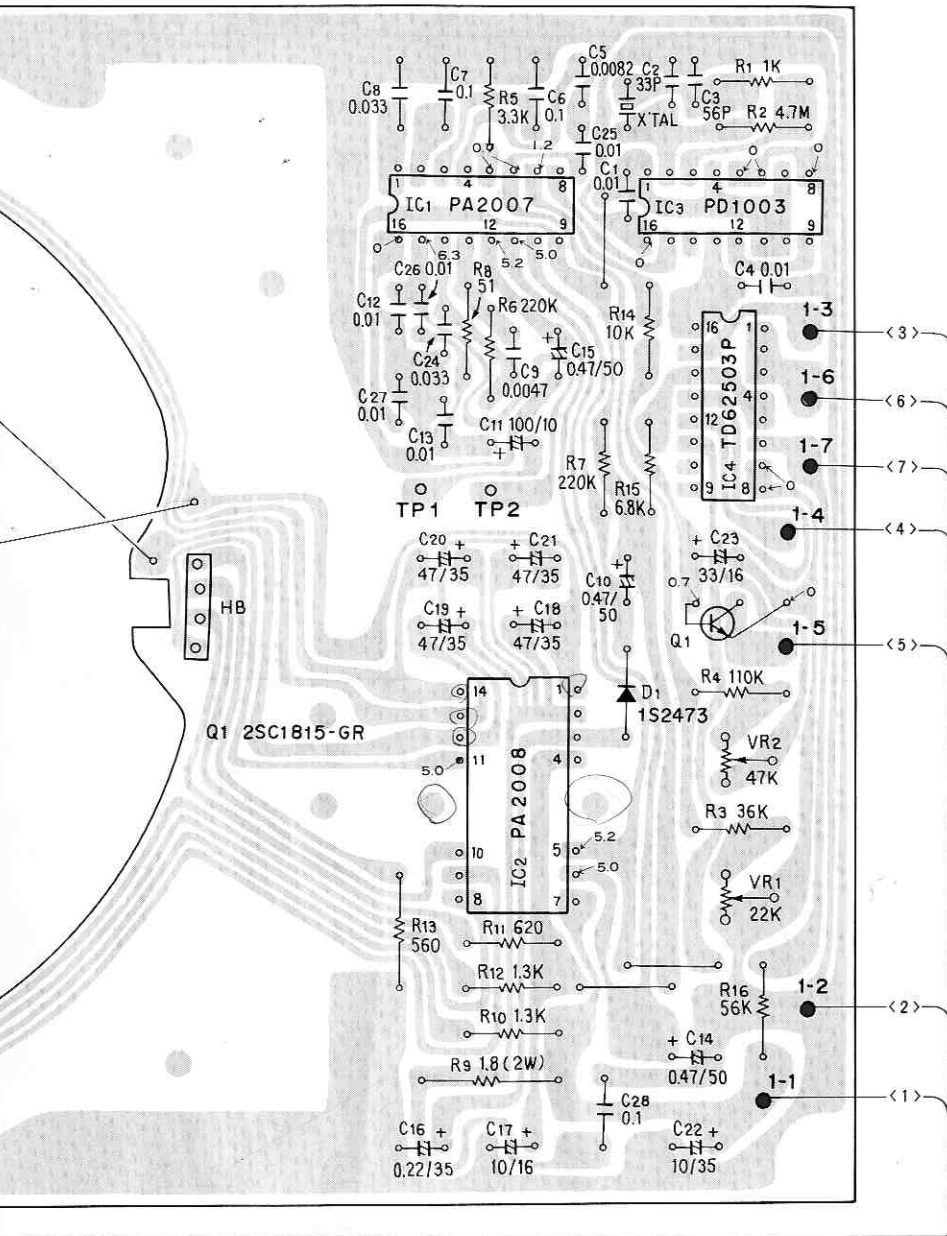 C5
0.0082
C2
33P
R1 1K
C8
0.033
C7
0.1
R5
3.3K
C6
0.1
X'TAL
C3
56P
R2 4.7M
C25
0.01
1.2
0
C1
0.01
1 4 8
IC1 PA2007
16 12 9
1 4 8
IC3 PD1003
16 12 9
0
6.3
5.2
5.0
0
C26 0.01
R8
51
C4 0.01
C12
0.01
R6 220K
R14
10K
1-3
<3>
C24
0.033
C9
0.0047
+
C15
0.47/50
16 1
4
12
9 8
IC4 TD62503P
1-6
<6>
C27
0.01
C13
0.01
C11 100/10
+
R7
220K
R15
6.8K
1-7
<7>
0
TP1 TP2
1-4
<4>
C20 +
47/35
+ C21
47/35
+
C10
0.47/
50
+ C23
33/16
0.7
0
HB
C19 +
47/35
+ C18
47/35
Q1
1-5
<5>
R4 110K
14 1
D1
1S2473
Q1 2SC1815-GR
11 4
5.0
IC2 PA2008
VR2
47K
R3 36K
10 5
5.2
5.0
8 7
VR1
22K
R13
560
R11 620
R12 1.3K
R16
56K
1-2
<2>
R10 1.3K
+ C14
0.47/50
R9 1.8 (2W)
1-1
<1>
C28
0.1
C16 +
0.22/35
C17 +
10/16
C22 +
10/35